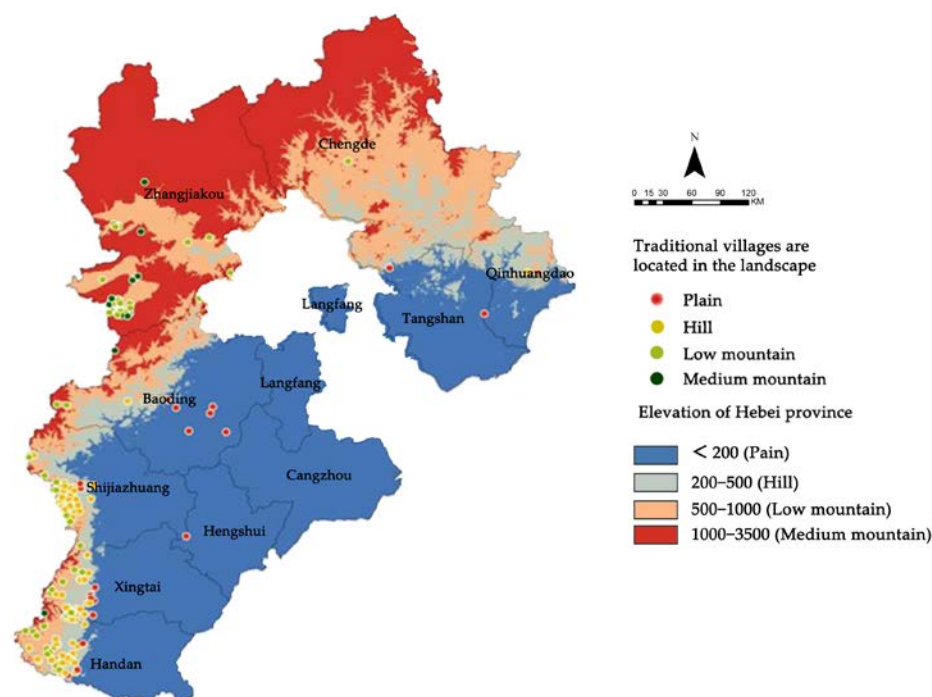 Chengde
Zhangjiakou
Qinhuangdao
Langfang
Tangshan
Langfang
Baoding
Cangzhou
Shijiazhuang
Hengshui
Xingtai
Handan
N
0 15 30 60 90 120
KM
Traditional villages are
located in the landscape
Plain
Hill
Low mountain
Medium mountain
Elevation of Hebei province
< 200 (Pain)
200–500 (Hill)
500–1000 (Low mountain)
1000–3500 (Medium mountain)